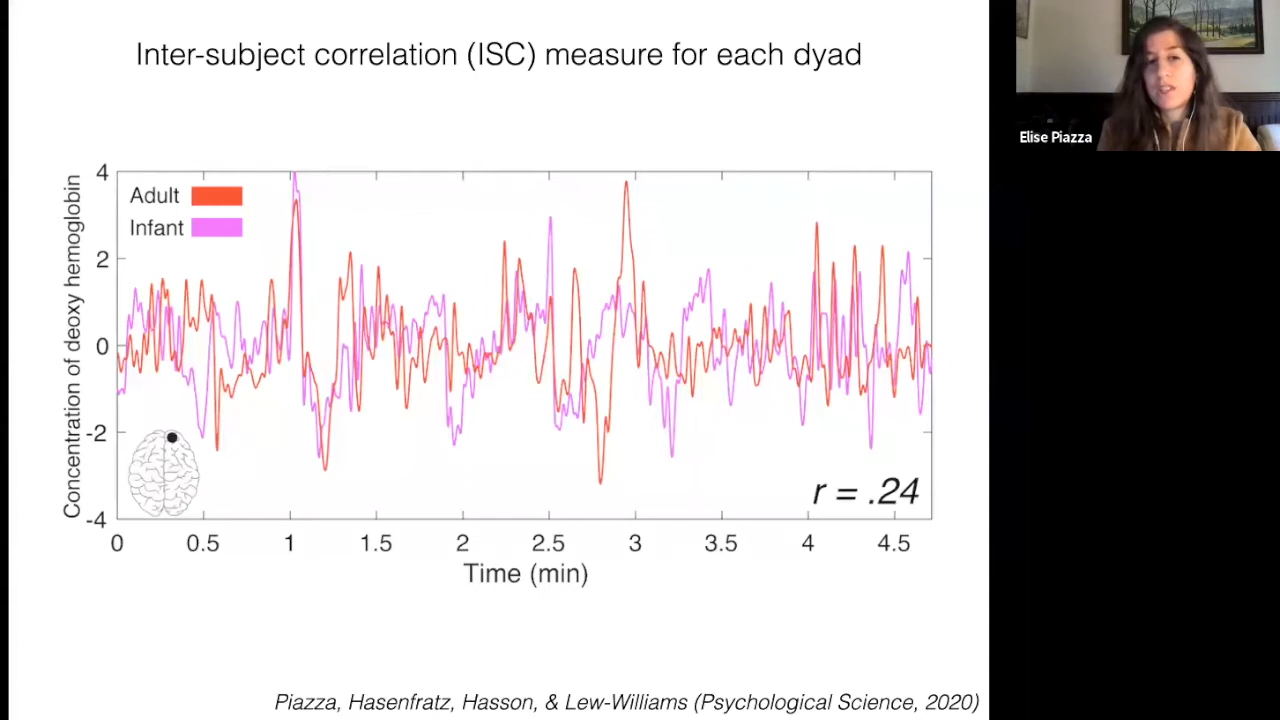 Inter-subject correlation (ISC) measure for each dyad
Elise Piazza
Concentration of deoxy hemoglobin
4
2
0
-2
-4
Adult
Infant
r = .24
0 0.5 1 1.5 2 2.5 3 3.5 4 4.5
Time (min)
Piazza, Hasenfratz, Hasson, & Lew-Williams (Psychological Science, 2020)